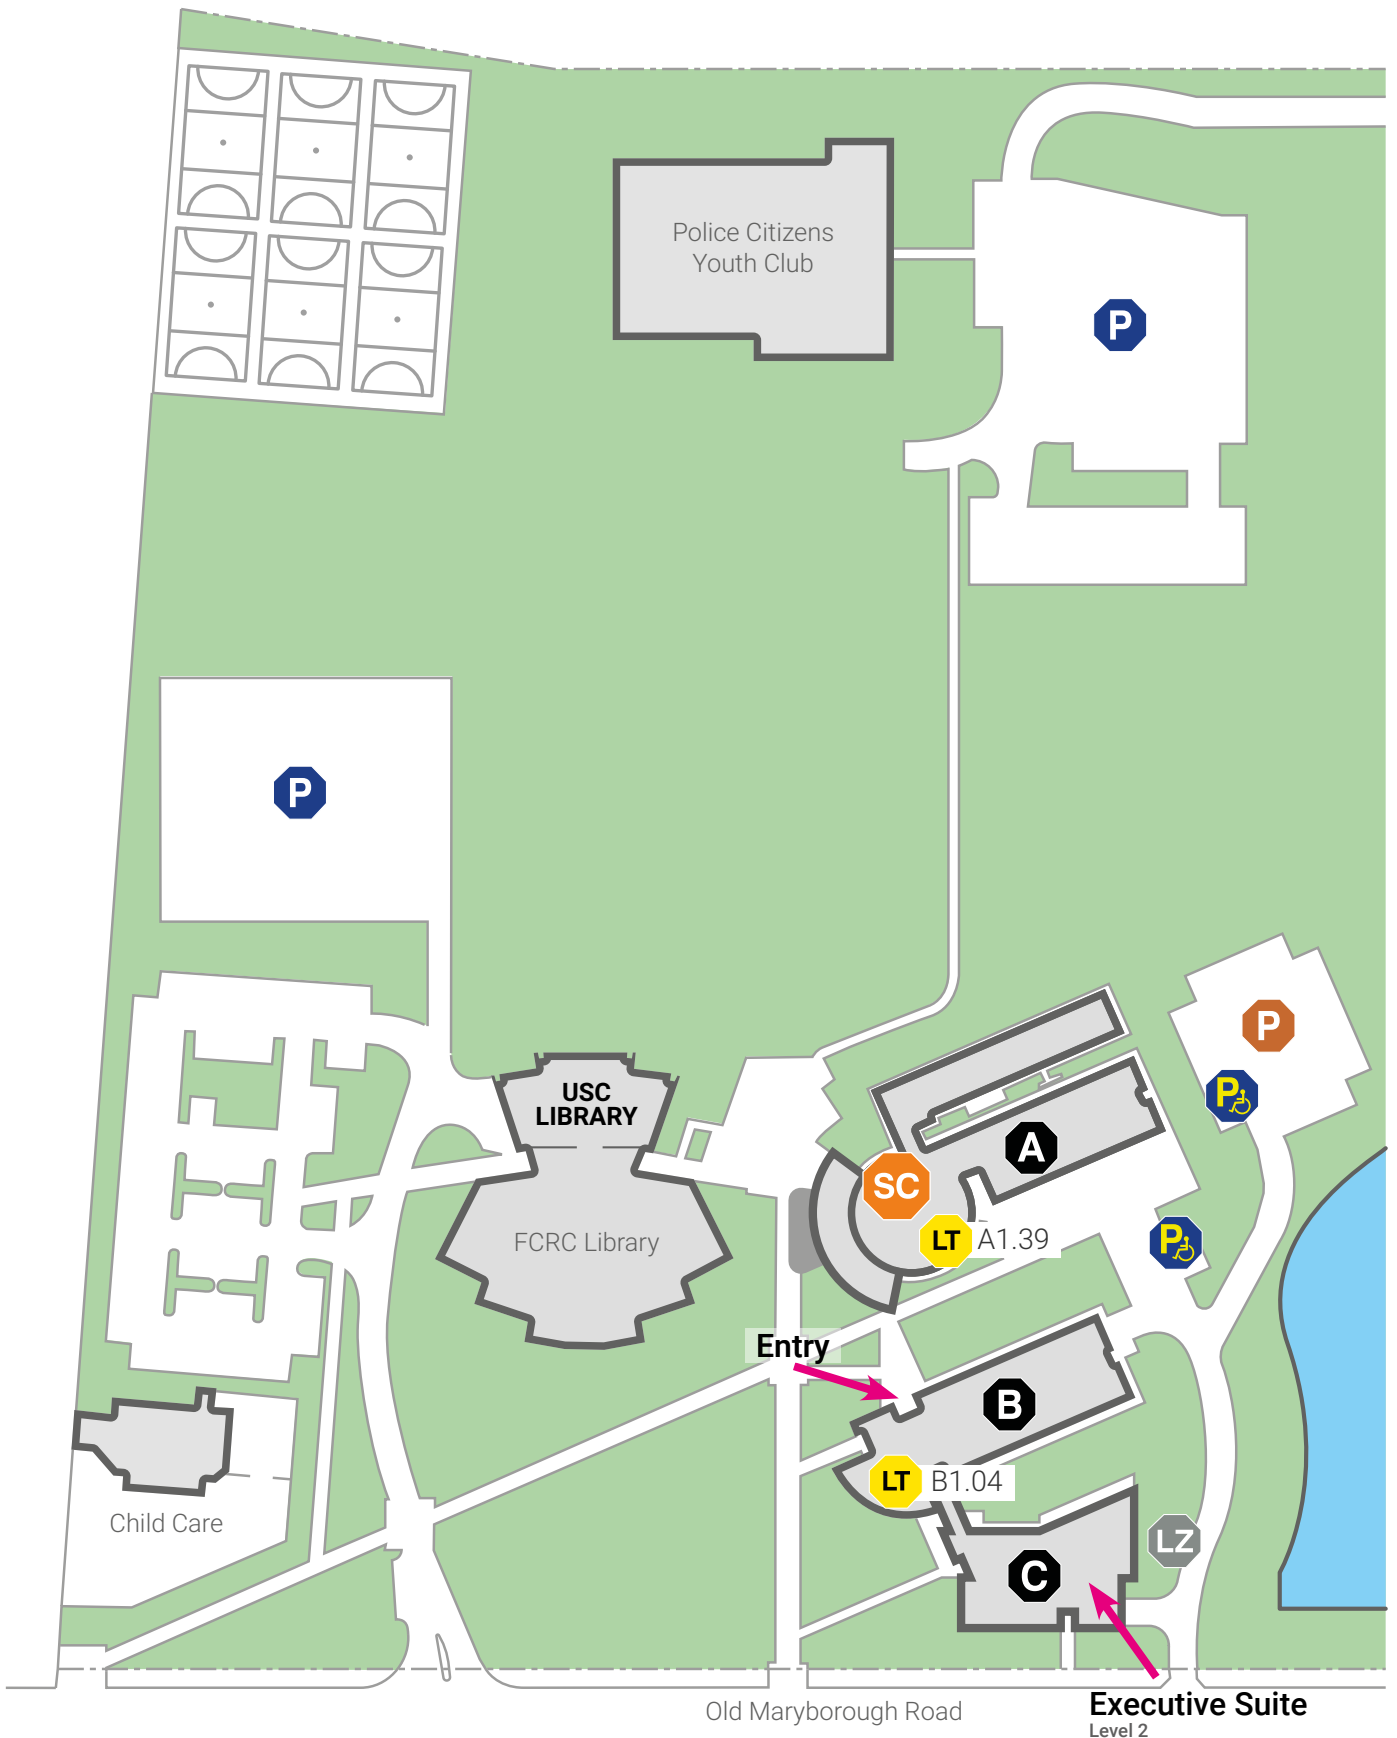 Police Citizens
Youth Club
P
P
P
P
USC
LIBRARY
A
SC
LT A1.39
P
FCRC Library
Entry
B
LT B1.04
Child Care
LZ
C
Old Maryborough Road
Executive Suite
Level 2